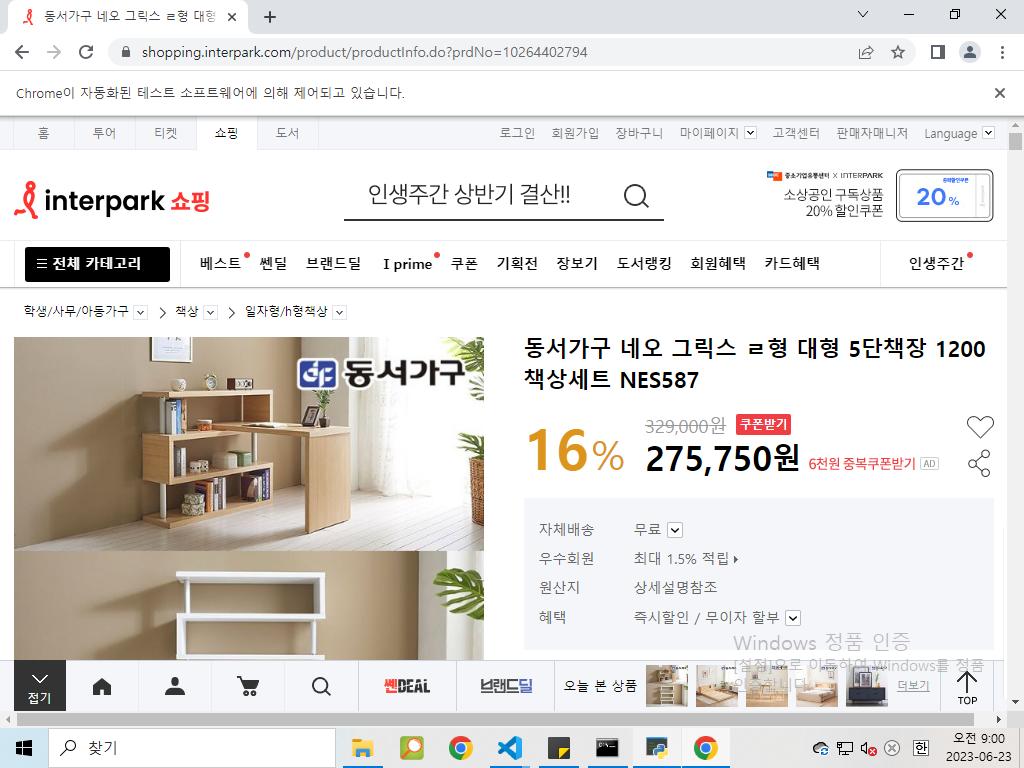 동서가구 네오 그릭스 ㄹ형 대형
shopping.interpark.com/product/productInfo.do?prdNo=10264402794
Chrome이 자동화된 테스트 소프트웨어에 의해 제어되고 있습니다.
홈 투어 티켓 쇼핑 도서 로그인 회원가입 장바구니 마이페이지 고객센터 판매자매니저 Language
중소기업유통센터 X INTERPARK
interpark 쇼핑 인생주간 상반기 결산!! 소상공인 구독상품
20% 할인쿠폰 중복할인쿠폰 20%
전체 카테고리 베스트 쎈딜 브랜드딜 I prime 쿠폰 기획전 장보기 도서랭킹 회원혜택 카드혜택 인생주간
학생/사무/아동가구 책상 일자형/h형책상
동서가구
동서가구 네오 그릭스 ㄹ형 대형 5단책장 1200
책상세트 NES587
16% 329,000원 쿠폰받기
275,750원 6천원 중복쿠폰받기 AD
자체배송 무료
우수회원 최대 1.5% 적립
원산지 상세설명참조
혜택 즉시할인 / 무이자 할부
Windows 정품 인증
[설정]으로 이동하여 Windows를 정품
인증합니다.
접기 쎈DEAL 브랜드딜 오늘 본 상품 더보기 TOP
찾기 한 오전 9:00
2023-06-23